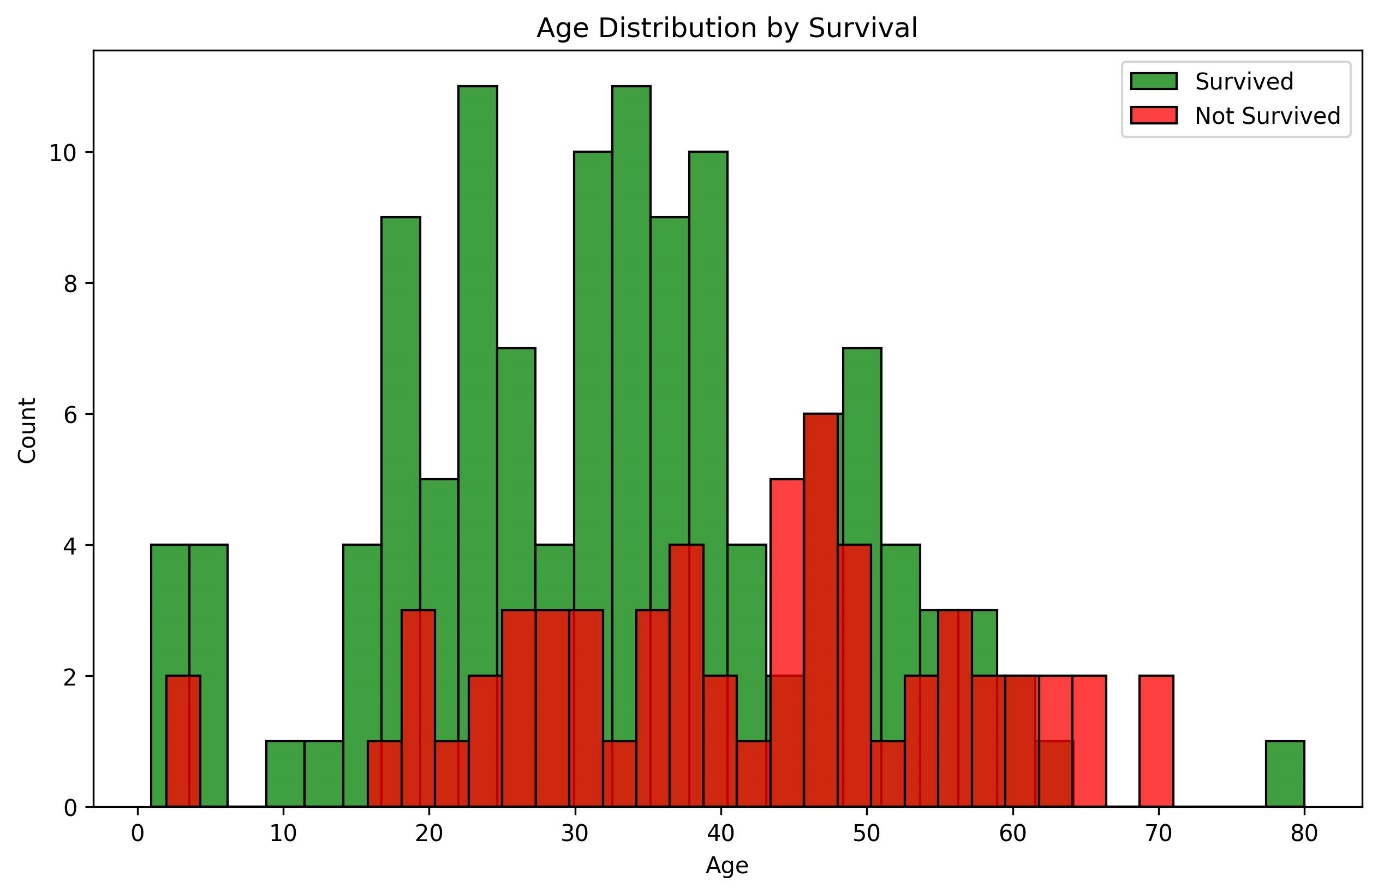 Age Distribution by Survival
Survived
Not Survived
10
8
6
4
2
0
Count
0 10 20 30 40 50 60 70 80
Age